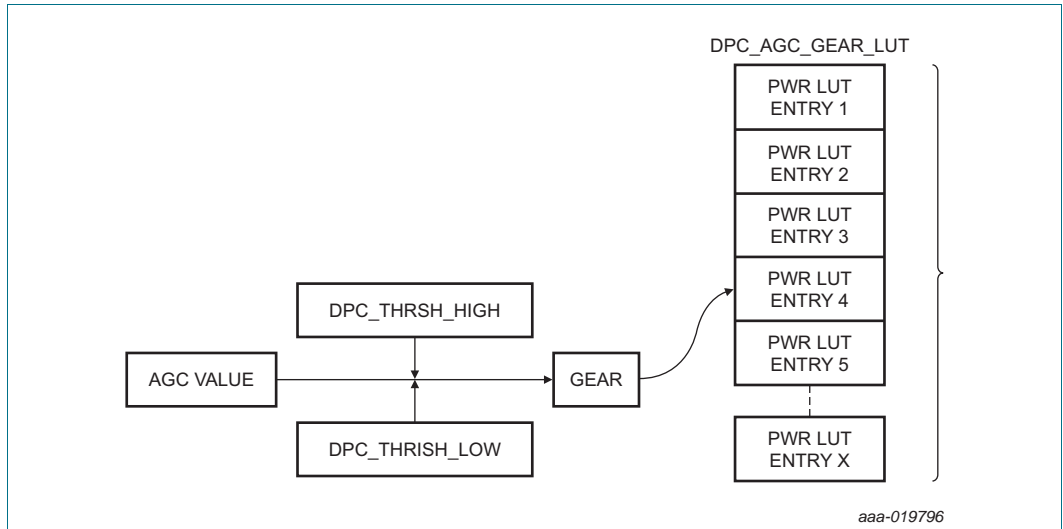 DPC_AGC_GEAR_LUT
PWR LUT
ENTRY 1
PWR LUT
ENTRY 2
PWR LUT
ENTRY 3
PWR LUT
ENTRY 4
PWR LUT
ENTRY 5
PWR LUT
ENTRY X
DPC_THRSH_HIGH
AGC VALUE
GEAR
DPC_THRISH_LOW
aaa-019796